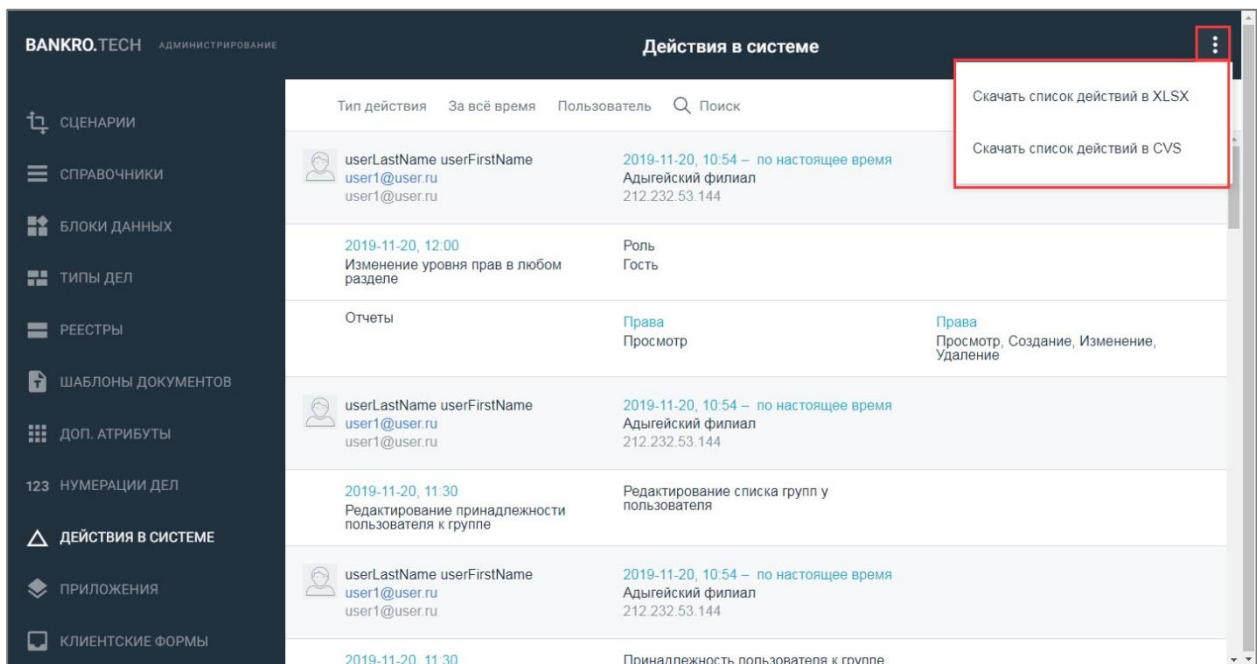 BANKRO.TECH АДМИНИСТРИРОВАНИЕ
Действия в системе
Скачать список действий в XLSX
Скачать список действий в CVS
СЦЕНАРИИ
СПРАВОЧНИКИ
БЛОКИ ДАННЫХ
ТИПЫ ДЕЛ
РЕЕСТРЫ
ШАБЛОНЫ ДОКУМЕНТОВ
ДОП. АТРИБУТЫ
123 НУМЕРАЦИИ ДЕЛ
ДЕЙСТВИЯ В СИСТЕМЕ
ПРИЛОЖЕНИЯ
КЛИЕНТСКИЕ ФОРМЫ
Тип действия За всё время Пользователь Поиск
userLastName userFirstName
user1@user.ru
user1@user.ru
2019-11-20, 10:54 – по настоящее время
Адыгейский филиал
212.232.53.144
2019-11-20, 12:00
Изменение уровня прав в любом
разделе
Роль
Гость
Отчеты
Права
Просмотр
Права
Просмотр, Создание, Изменение,
Удаление
userLastName userFirstName
user1@user.ru
user1@user.ru
2019-11-20, 10:54 – по настоящее время
Адыгейский филиал
212.232.53.144
2019-11-20, 11:30
Редактирование принадлежности
пользователя к группе
Редактирование списка групп у
пользователя
userLastName userFirstName
user1@user.ru
user1@user.ru
2019-11-20, 10:54 – по настоящее время
Адыгейский филиал
212.232.53.144
2019-11-20, 11:30
Принадлежность пользователя к группе